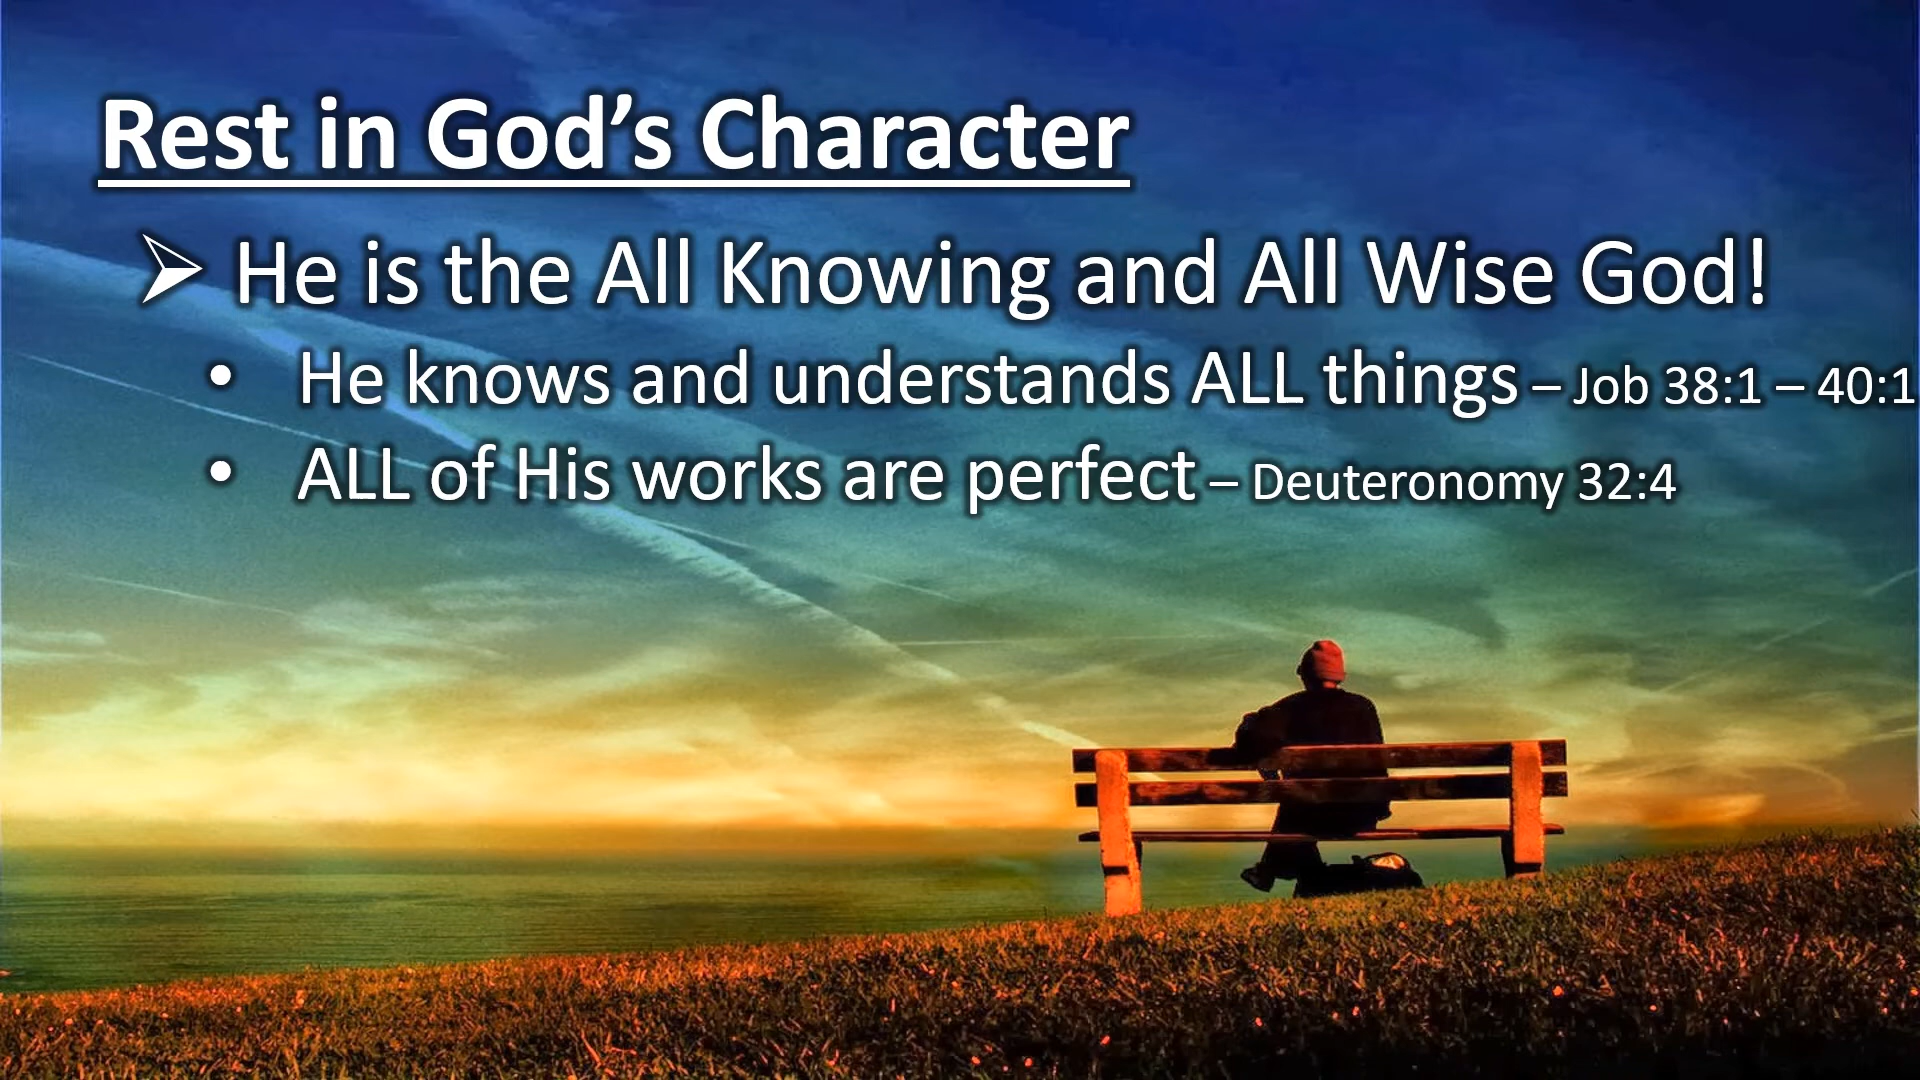 Rest in God’s Character
➢ He is the All Knowing and All Wise God!
• He knows and understands ALL things – Job 38:1 – 40:1
• ALL of His works are perfect – Deuteronomy 32:4